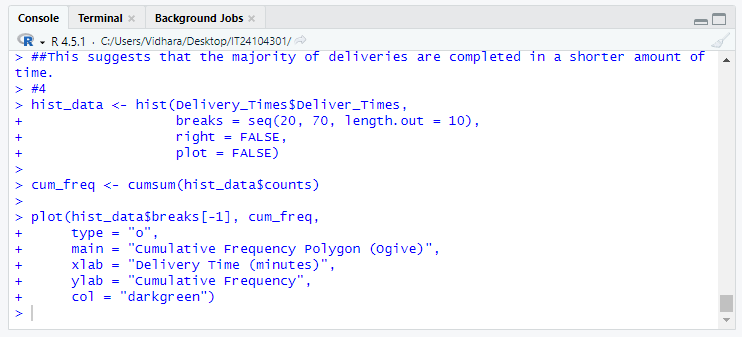 Console Terminal × Background Jobs ×
R R 4.5.1 · C:/Users/Vidhara/Desktop/IT24104301/
> ##This suggests that the majority of deliveries are completed in a shorter amount of
time.
> #4
> hist_data <- hist(Delivery_Times$Deliver_Times,
+                   breaks = seq(20, 70, length.out = 10),
+                   right = FALSE,
+                   plot = FALSE)
>
> cum_freq <- cumsum(hist_data$counts)
>
> plot(hist_data$breaks[-1], cum_freq,
+      type = "o",
+      main = "Cumulative Frequency Polygon (Ogive)",
+      xlab = "Delivery Time (minutes)",
+      ylab = "Cumulative Frequency",
+      col = "darkgreen")
>